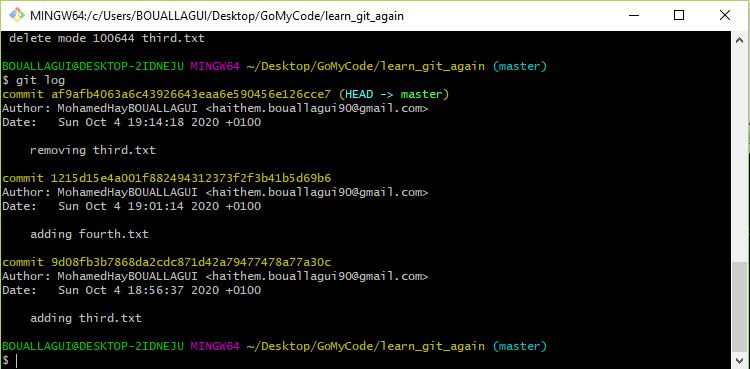 MINGW64:/c/Users/BOUALLAGUI/Desktop/GoMyCode/learn_git_again
delete mode 100644 third.txt
BOUALLAGUI@DESKTOP-2IDNEJU MINGW64 ~/Desktop/GoMyCode/learn_git_again (master)
$ git log
commit af9afb4063a6c43926643eaa6e590456e126cce7 (HEAD -> master)
Author: MohamedHayBOUALLAGUI <haithem.bouallagui90@gmail.com>
Date:   Sun Oct 4 19:14:18 2020 +0100
removing third.txt
commit 1215d15e4a001f882494312373f2f3b41b5d69b6
Author: MohamedHayBOUALLAGUI <haithem.bouallagui90@gmail.com>
Date:   Sun Oct 4 19:01:14 2020 +0100
adding fourth.txt
commit 9d08fb3b7868da2cdc871d42a79477478a77a30c
Author: MohamedHayBOUALLAGUI <haithem.bouallagui90@gmail.com>
Date:   Sun Oct 4 18:56:37 2020 +0100
adding third.txt
BOUALLAGUI@DESKTOP-2IDNEJU MINGW64 ~/Desktop/GoMyCode/learn_git_again (master)
$